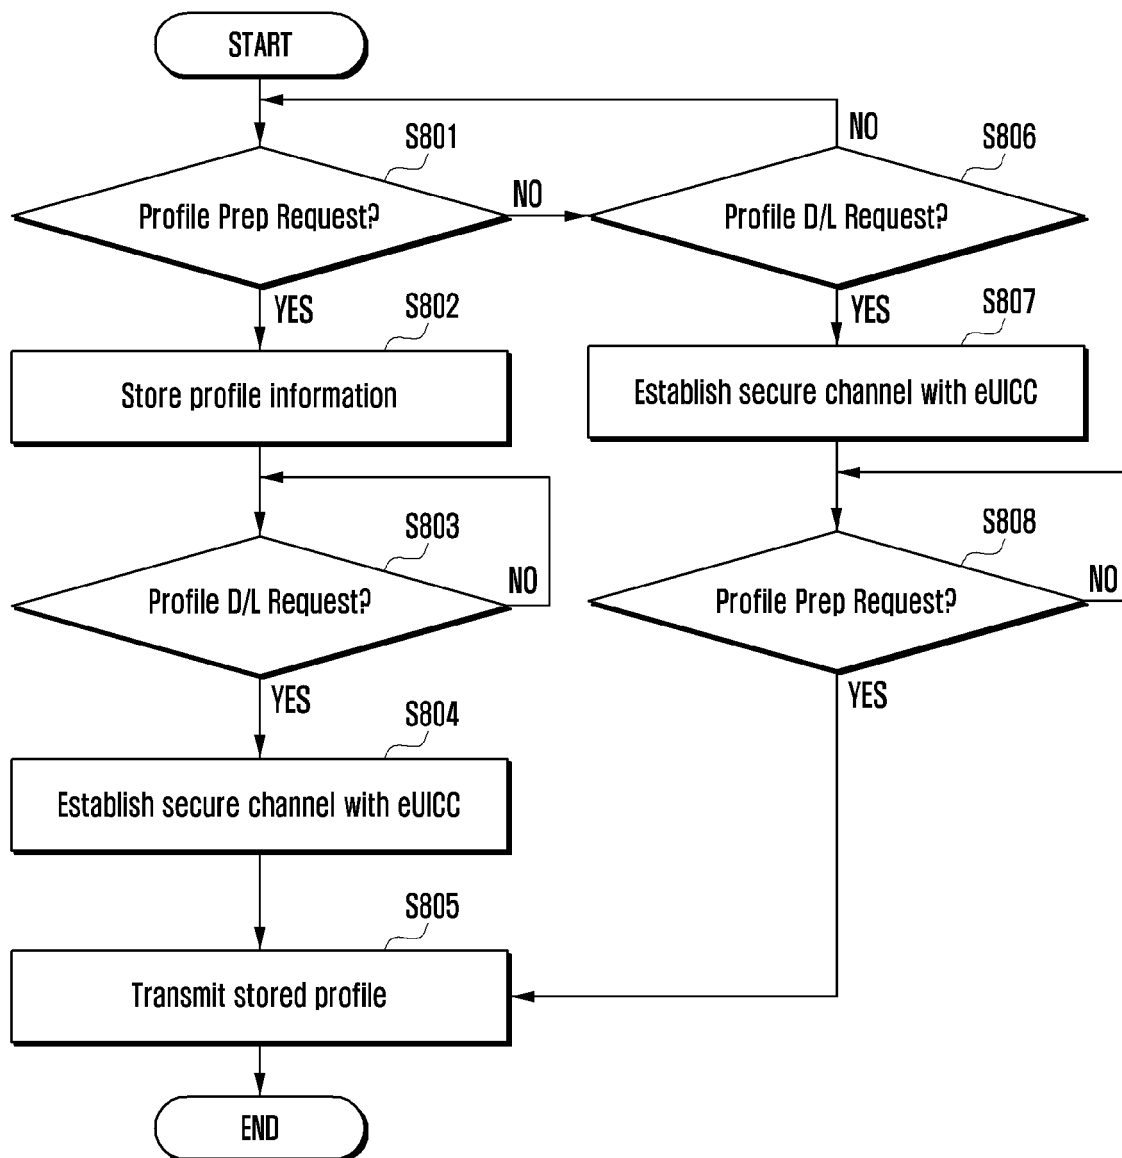 START
S801
Profile Prep Request?
NO
YES
S806
Profile D/L Request?
NO
YES
S802
Store profile information
S807
Establish secure channel with eUICC
S803
Profile D/L Request?
NO
YES
S808
Profile Prep Request?
NO
YES
S804
Establish secure channel with eUICC
S805
Transmit stored profile
END